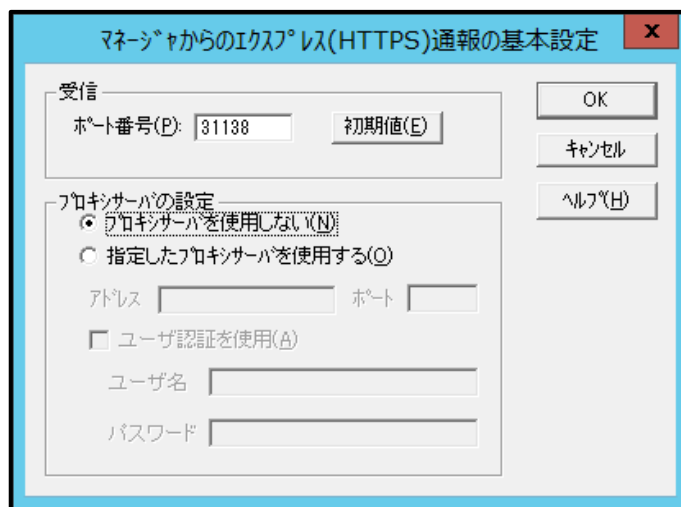 マネージャからのエクスプレス(HTTPS)通報の基本設定
x
受信
ポート番号(P): 31138 初期値(E)
OK
キャンセル
ヘルプ(H)
プロキシサーバの設定
プロキシサーバを使用しない(N)
指定したプロキシサーバを使用する(O)
アドレス ポート
ユーザ認証を使用(A)
ユーザ名
パスワード